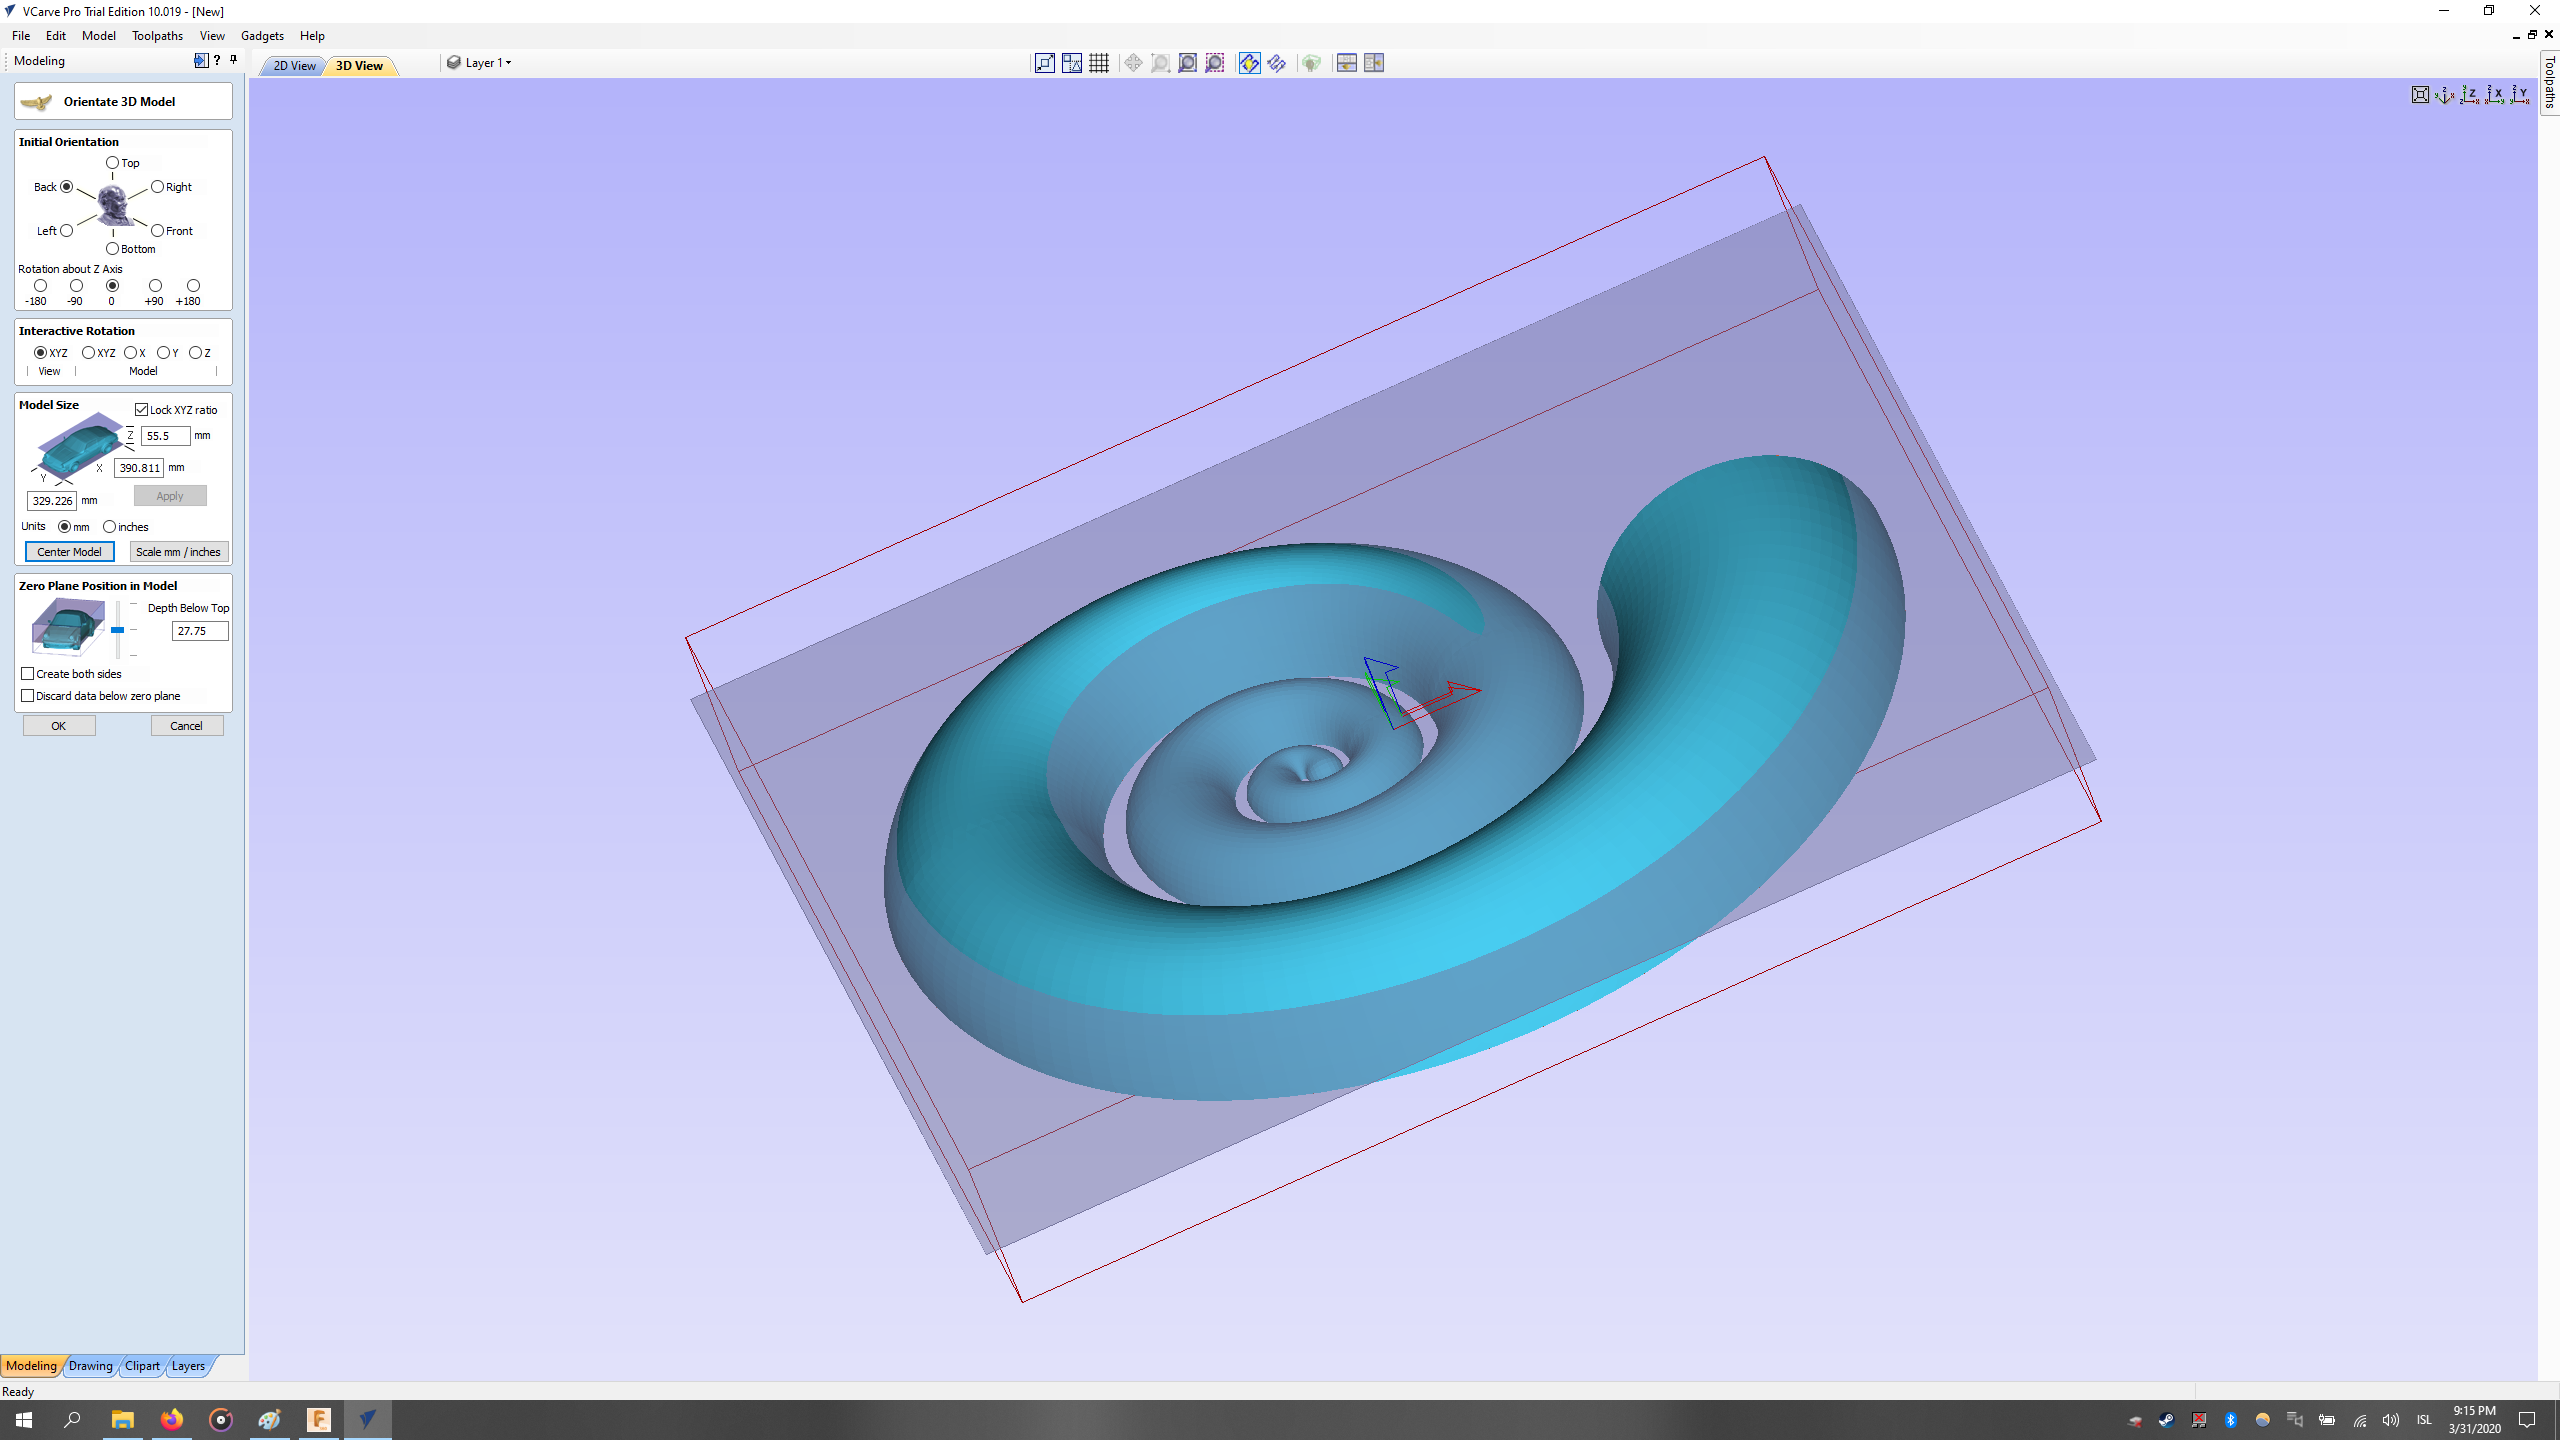 VCarve Pro Trial Edition 10.019 - [New]
File Edit Model Toolpaths View Gadgets Help
Modeling ?
2D View 3D View Layer 1
Toolpaths
Orientate 3D Model
Initial Orientation
Top
Back Right
Left Front
Bottom
Rotation about Z Axis
-180 -90 0 +90 +180
Interactive Rotation
XYZ XYZ X Y Z
View Model
Model Size
Lock XYZ ratio
Z 55.5 mm
X 390.811 mm
Y
329.226 mm Apply
Units mm inches
Center Model Scale mm / inches
Zero Plane Position in Model
Depth Below Top
27.75
Create both sides
Discard data below zero plane
OK Cancel
Modeling Drawing Clipart Layers
Ready
ISL
9:15 PM
3/31/2020